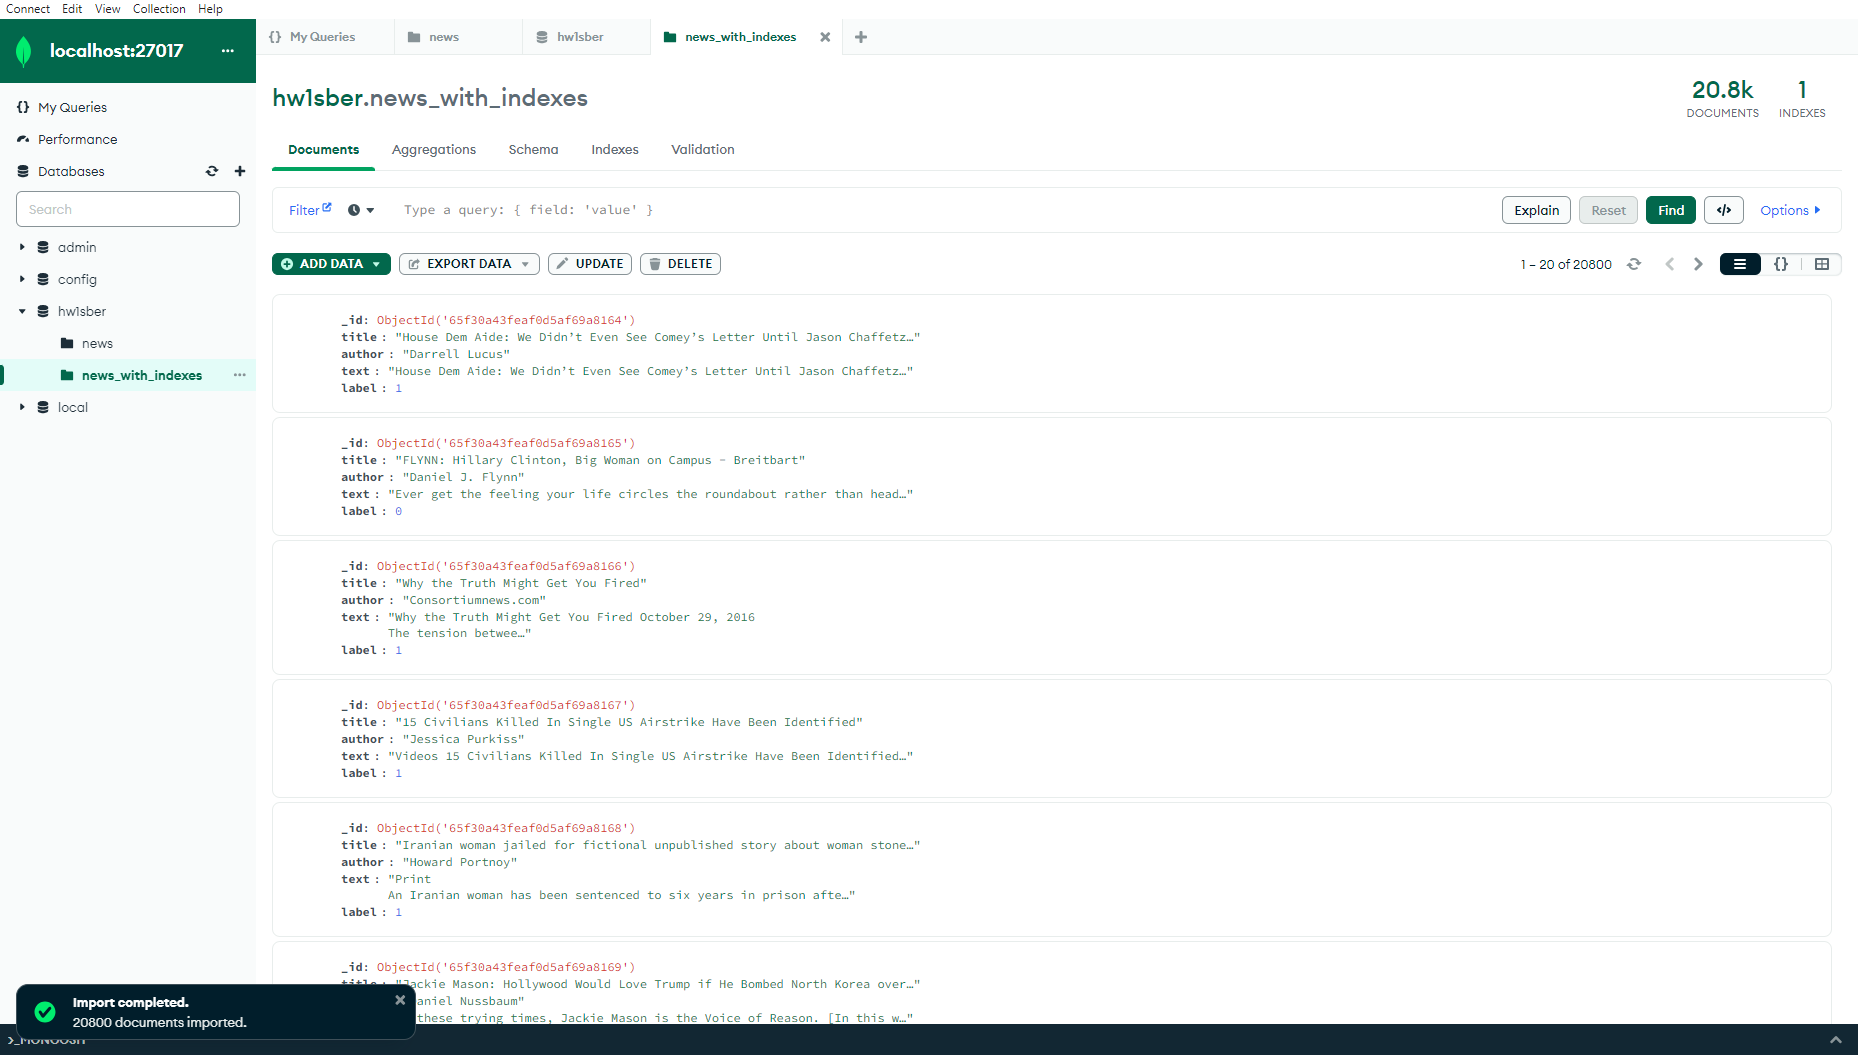 Connect Edit View Collection Help
localhost:27017
My Queries
Performance
Databases
Search
admin
config
hw1sber
news
news_with_indexes
local
{} My Queries
news
hw1sber
news_with_indexes
hw1sber.news_with_indexes
20.8k
DOCUMENTS
1
INDEXES
Documents Aggregations Schema Indexes Validation
Filter
Type a query: { field: 'value' }
Explain Reset Find </> Options
ADD DATA EXPORT DATA UPDATE DELETE
1 – 20 of 20800
{}
_id: ObjectId('65f30a43feaf0d5af69a8164')
title : "House Dem Aide: We Didn’t Even See Comey’s Letter Until Jason Chaffetz…"
author : "Darrell Lucus"
text : "House Dem Aide: We Didn’t Even See Comey’s Letter Until Jason Chaffetz…"
label : 1
_id: ObjectId('65f30a43feaf0d5af69a8165')
title : "FLYNN: Hillary Clinton, Big Woman on Campus - Breitbart"
author : "Daniel J. Flynn"
text : "Ever get the feeling your life circles the roundabout rather than head…"
label : 0
_id: ObjectId('65f30a43feaf0d5af69a8166')
title : "Why the Truth Might Get You Fired"
author : "Consortiumnews.com"
text : "Why the Truth Might Get You Fired October 29, 2016
The tension betwee…"
label : 1
_id: ObjectId('65f30a43feaf0d5af69a8167')
title : "15 Civilians Killed In Single US Airstrike Have Been Identified"
author : "Jessica Purkiss"
text : "Videos 15 Civilians Killed In Single US Airstrike Have Been Identified…"
label : 1
_id: ObjectId('65f30a43feaf0d5af69a8168')
title : "Iranian woman jailed for fictional unpublished story about woman stone…"
author : "Howard Portnoy"
text : "Print
An Iranian woman has been sentenced to six years in prison afte…"
label : 1
_id: ObjectId('65f30a43feaf0d5af69a8169')
title : "Jackie Mason: Hollywood Would Love Trump if He Bombed North Korea over…"
aniel Nussbaum"
these trying times, Jackie Mason is the Voice of Reason. [In this w…"
Import completed.
20800 documents imported.
>_MONGOSH